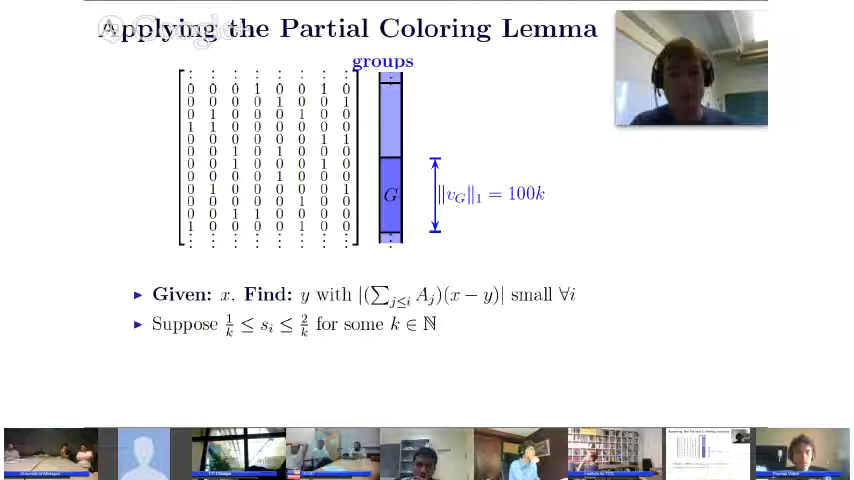 Applying the Partial Coloring Lemma
groups
0 0 0 1 0 0 1 0
0 0 0 0 1 0 0 1
0 1 0 0 0 1 0 0
1 1 0 0 0 0 0 0
0 0 0 0 0 0 1 1
0 0 1 0 1 0 0 0
0 0 1 0 0 0 1 0
0 0 0 0 1 0 0 0
0 1 0 0 0 0 0 1
0 0 0 0 0 1 0 0
0 0 1 1 0 0 0 0
1 0 0 0 0 1 0 0
G
‖v_G‖₁ = 100k
▸ Given: x. Find: y with |(∑_{j≤i} A_j)(x − y)| small ∀i
▸ Suppose 1/k ≤ s_i ≤ 2/k for some k ∈ ℕ
University of Michigan
Thomas Vidick